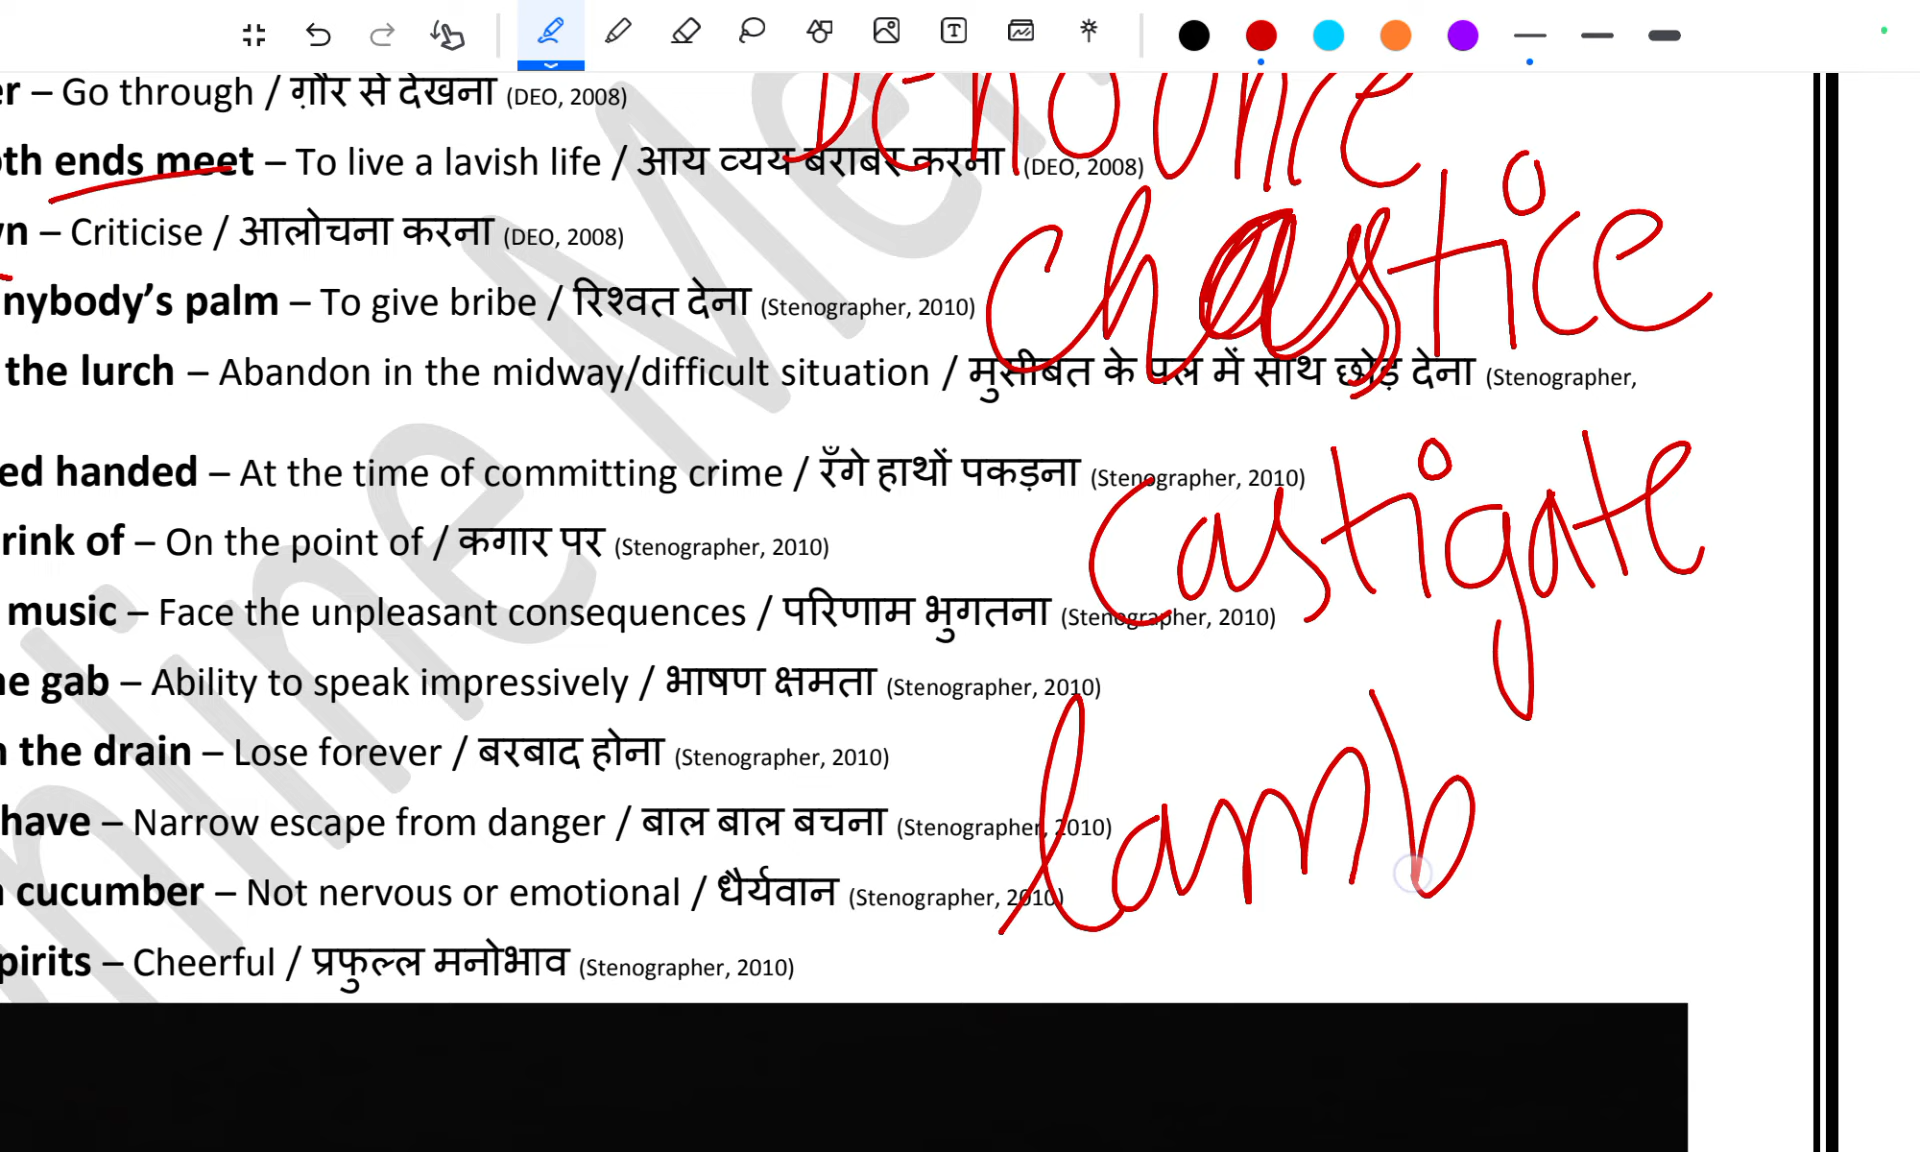 er – Go through / ग़ौर से देखना (DEO, 2008)
Denounce
oth ends meet – To live a lavish life / आय व्यय बराबर करना (DEO, 2008)
wn – Criticise / आलोचना करना (DEO, 2008)
Chastice
nybody’s palm – To give bribe / रिश्वत देना (Stenographer, 2010)
the lurch – Abandon in the midway/difficult situation / मुसीबत के पल में साथ छोड़ देना (Stenographer,
ed handed – At the time of committing crime / रँगे हाथों पकड़ना (Stenographer, 2010)
Castigate
rink of – On the point of / कगार पर (Stenographer, 2010)
music – Face the unpleasant consequences / परिणाम भुगतना (Stenographer, 2010)
he gab – Ability to speak impressively / भाषण क्षमता (Stenographer, 2010)
n the drain – Lose forever / बरबाद होना (Stenographer, 2010)
lamb
have – Narrow escape from danger / बाल बाल बचना (Stenographer, 2010)
cucumber – Not nervous or emotional / धैर्यवान (Stenographer, 2010)
pirits – Cheerful / प्रफुल्ल मनोभाव (Stenographer, 2010)